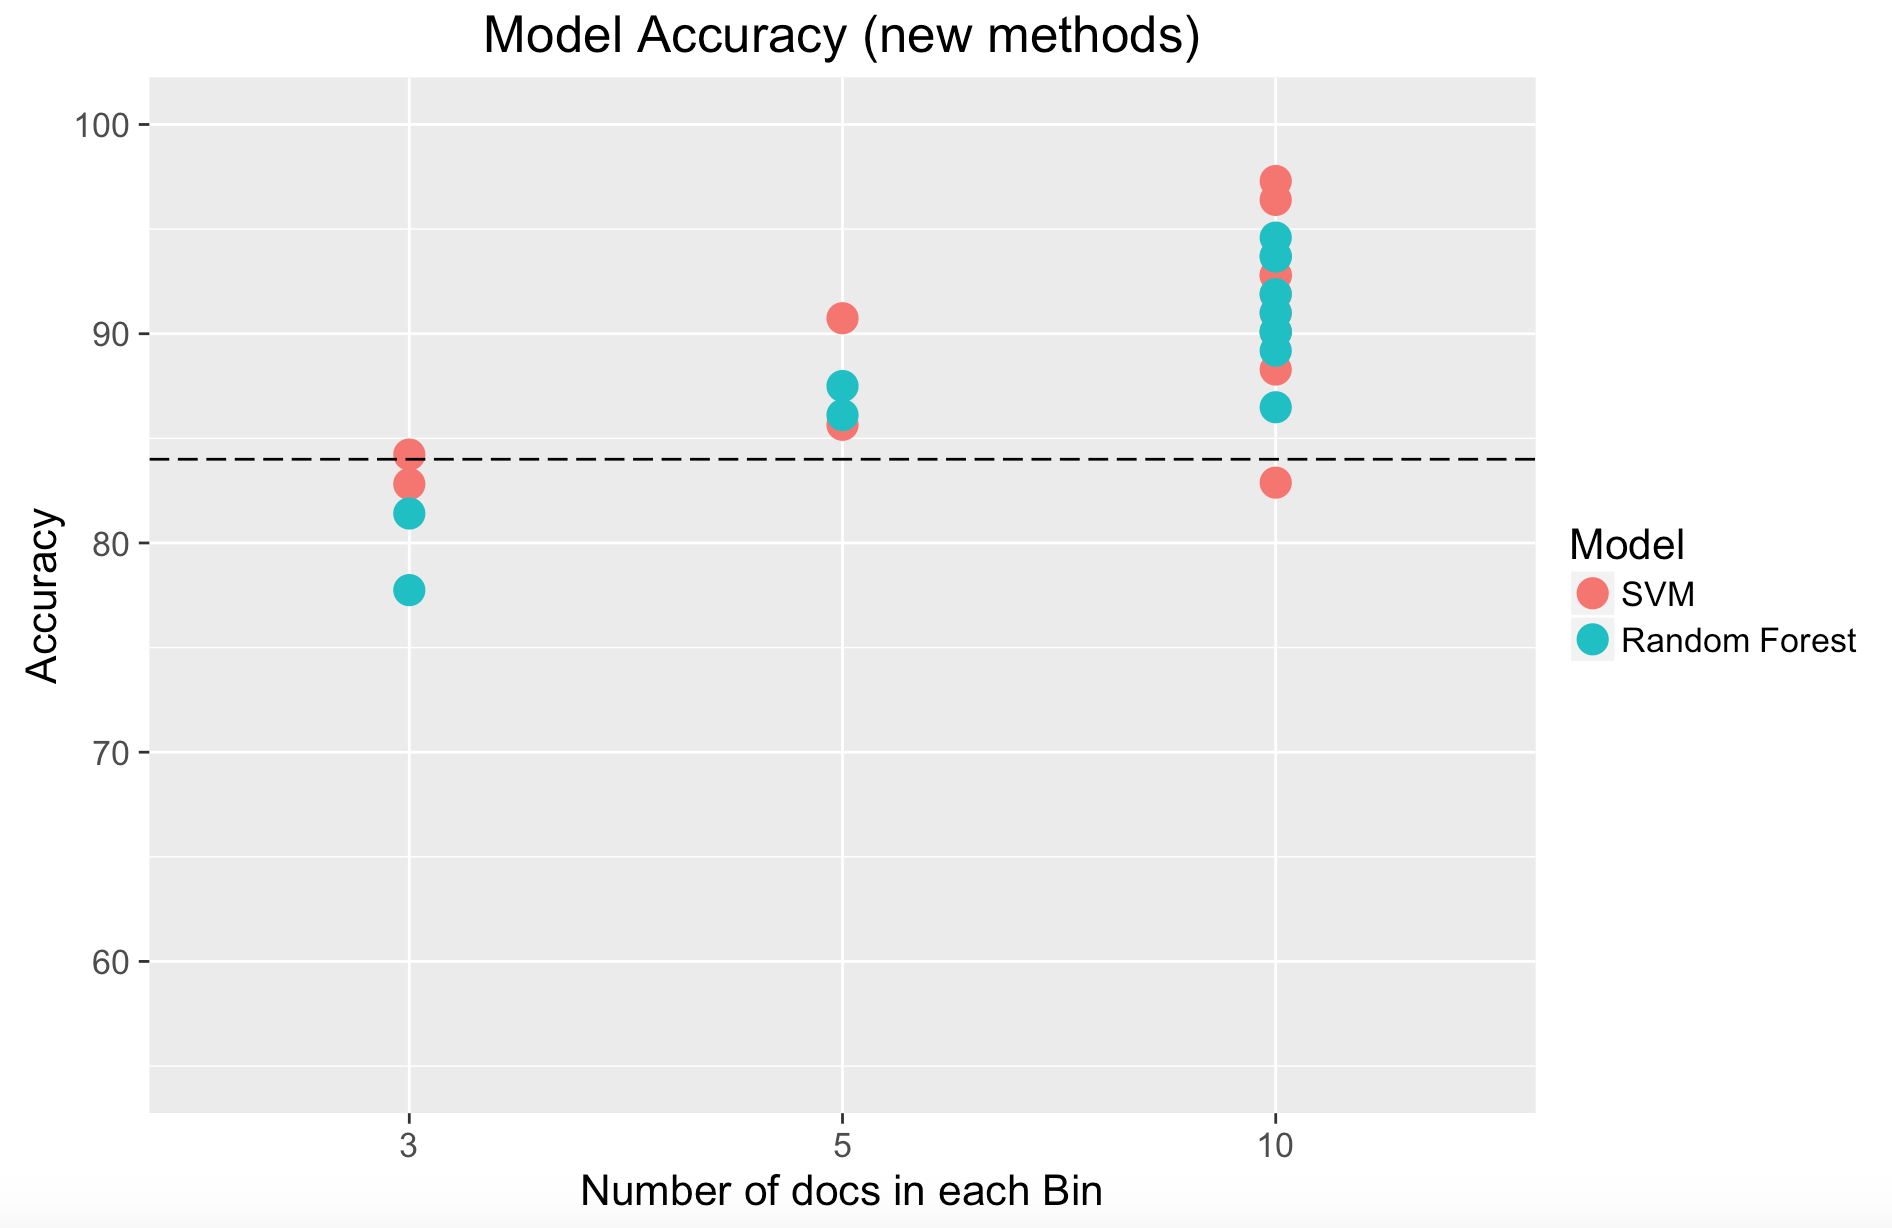 Model Accuracy (new methods)
100
90
80
70
60
Accuracy
3
5
10
Number of docs in each Bin
Model
SVM
Random Forest